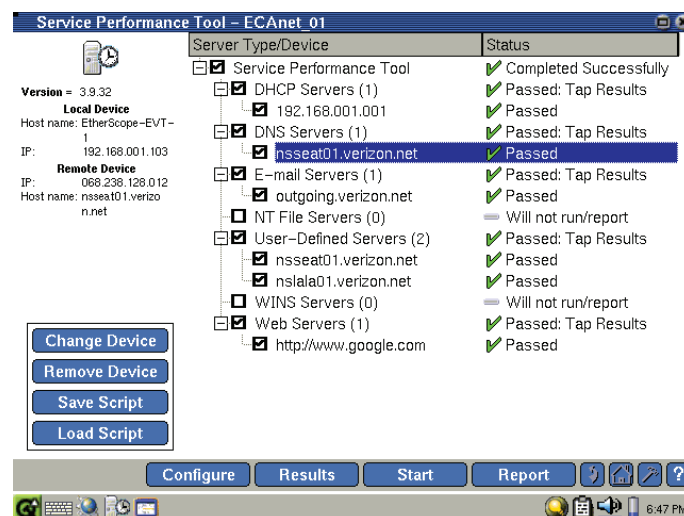 Service Performance Tool – ECAnet_01
Version = 3.9.32
Local Device
Host name: EtherScope-EVT-
1
IP: 192.168.001.103
Remote Device
IP: 068.238.128.012
Host name: nsseat01.verizo
n.net
Change Device
Remove Device
Save Script
Load Script
Server Type/Device Status
Service Performance Tool Completed Successfully
DHCP Servers (1) Passed: Tap Results
192.168.001.001 Passed
DNS Servers (1) Passed: Tap Results
nsseat01.verizon.net Passed
E-mail Servers (1) Passed: Tap Results
outgoing.verizon.net Passed
NT File Servers (0) Will not run/report
User-Defined Servers (2) Passed: Tap Results
nsseat01.verizon.net Passed
nslala01.verizon.net Passed
WINS Servers (0) Will not run/report
Web Servers (1) Passed: Tap Results
http://www.google.com Passed
Configure Results Start Report ?
6:47 PM